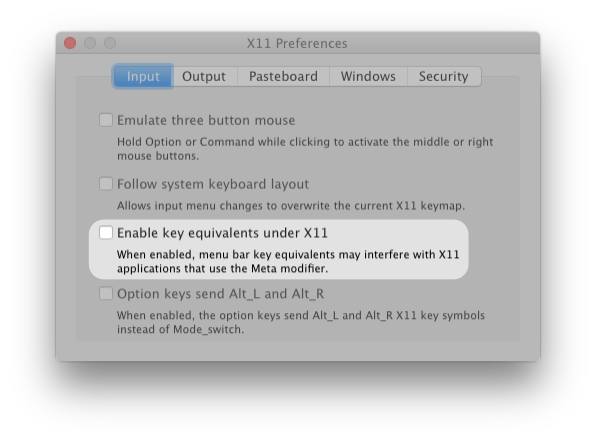 X11 Preferences
Input Output Pasteboard Windows Security
Emulate three button mouse
Hold Option or Command while clicking to activate the middle or right
mouse buttons.
Follow system keyboard layout
Allows input menu changes to overwrite the current X11 keymap.
Enable key equivalents under X11
When enabled, menu bar key equivalents may interfere with X11
applications that use the Meta modifier.
Option keys send Alt_L and Alt_R
When enabled, the option keys send Alt_L and Alt_R X11 key symbols
instead of Mode_switch.